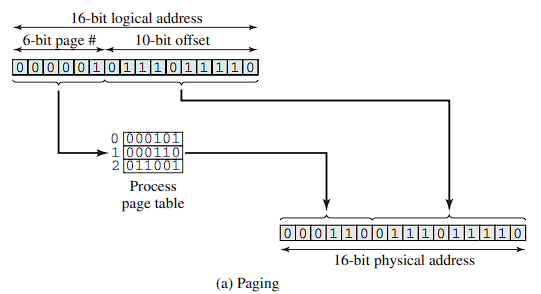 16-bit logical address
6-bit page # 10-bit offset
0 0 0 0 0 1 0 1 1 1 0 1 1 1 1 0
0 000101
1 000110
2 011001
Process
page table
0 0 0 1 1 0 0 1 1 1 0 1 1 1 1 0
16-bit physical address
(a) Paging